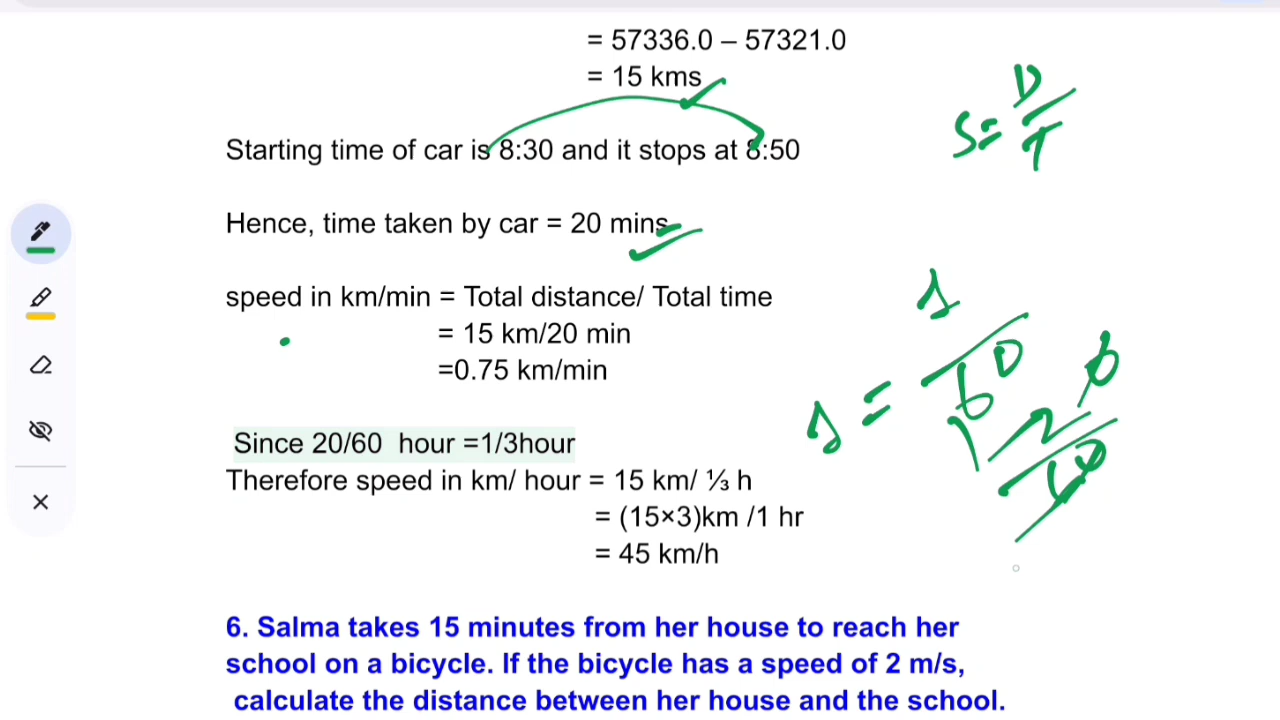 = 57336.0 – 57321.0
= 15 kms
S= D/T
Starting time of car is 8:30 and it stops at 8:50
Hence, time taken by car = 20 mins
speed in km/min = Total distance/ Total time
= 15 km/20 min
=0.75 km/min
Since 20/60  hour =1/3hour
Therefore speed in km/ hour = 15 km/ ⅓ h
= (15×3)km /1 hr
= 45 km/h
6. Salma takes 15 minutes from her house to reach her
school on a bicycle. If the bicycle has a speed of 2 m/s,
calculate the distance between her house and the school.